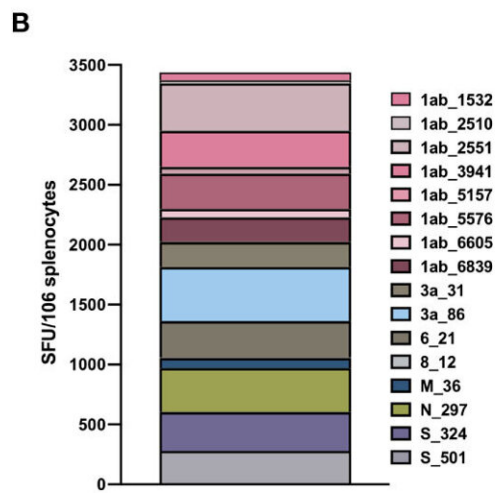 B
SFU/106 splenocytes
3500
3000
2500
2000
1500
1000
500
0
1ab_1532
1ab_2510
1ab_2551
1ab_3941
1ab_5157
1ab_5576
1ab_6605
1ab_6839
3a_31
3a_86
6_21
8_12
M_36
N_297
S_324
S_501